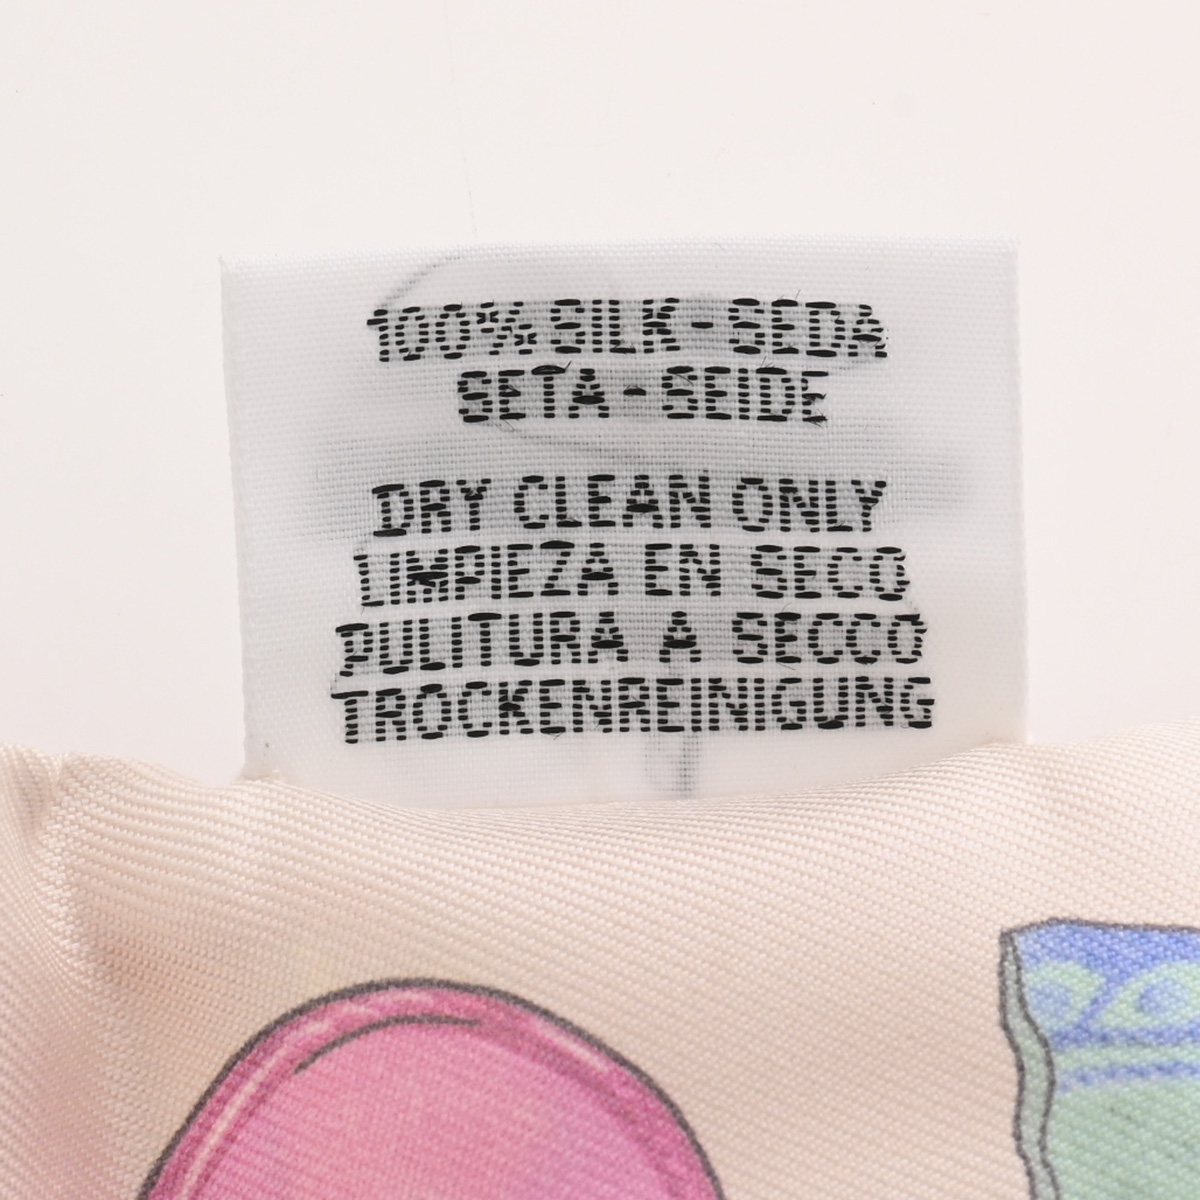 100% SILK - SEDA
SETA - SEIDE
DRY CLEAN ONLY
LIMPIEZA EN SECO
PULITURA A SECCO
TROCKENREINIGUNG